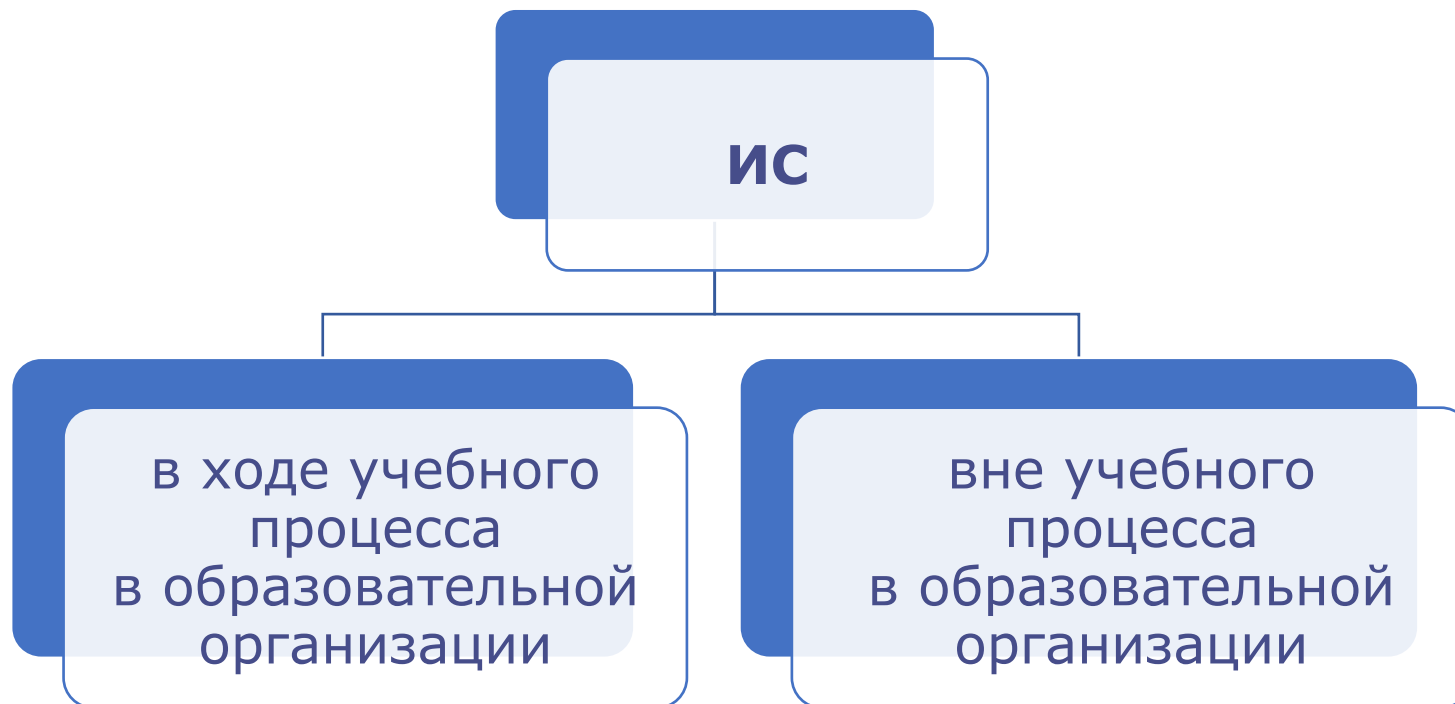 ИС
в ходе учебного
процесса
в образовательной
организации
вне учебного
процесса
в образовательной
организации